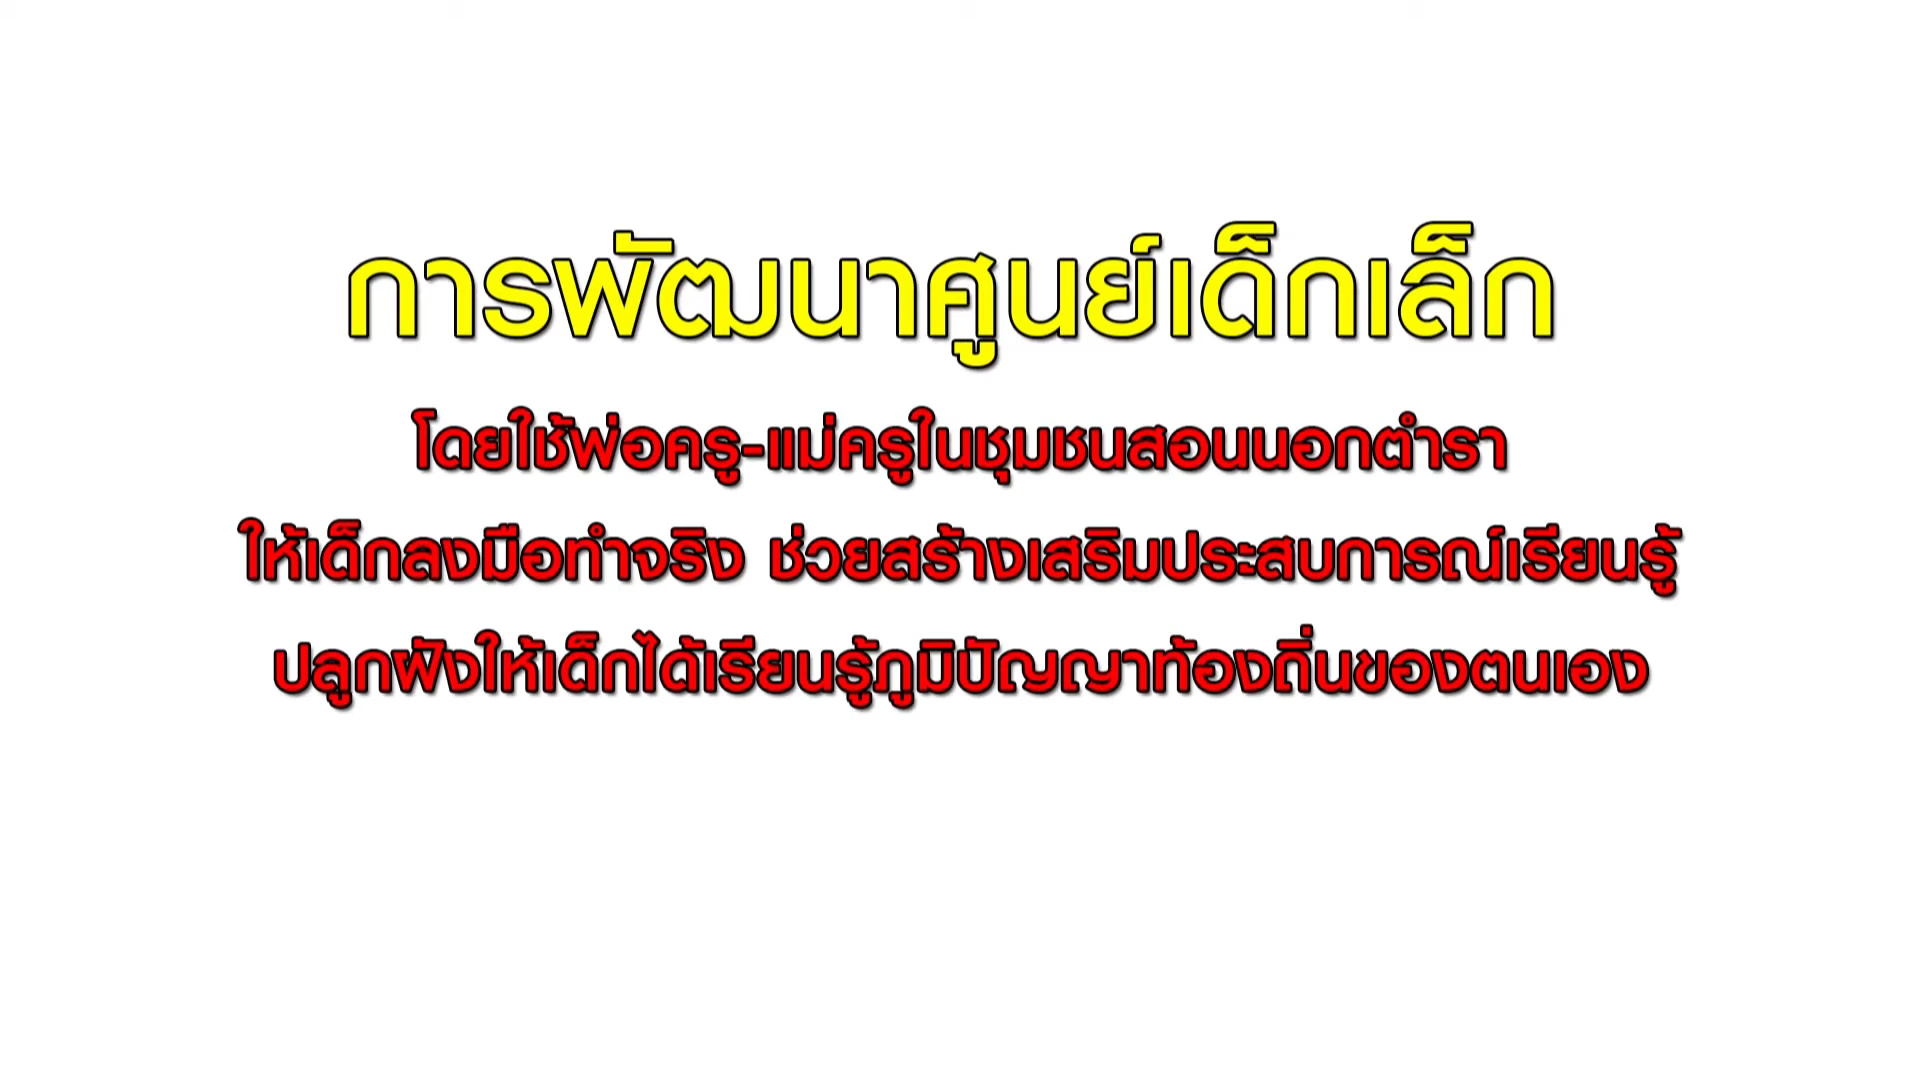 การพัฒนาศูนย์เด็กเล็ก
โดยใช้พ่อครู-แม่ครูในชุมชนสอนนอกตำรา
ให้เด็กลงมือทำจริง ช่วยสร้างเสริมประสบการณ์เรียนรู้
ปลูกฝังให้เด็กได้เรียนรู้ภูมิปัญญาท้องถิ่นของตนเอง